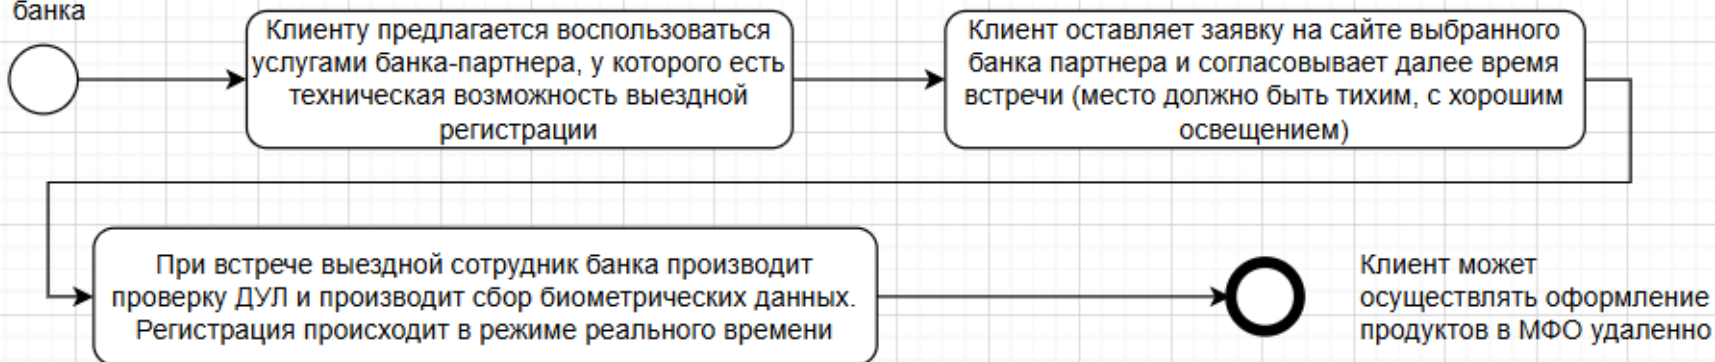 банка
Клиенту предлагается воспользоваться
услугами банка-партнера, у которого есть
техническая возможность выездной
регистрации
Клиент оставляет заявку на сайте выбранного
банка партнера и согласовывает далее время
встречи (место должно быть тихим, с хорошим
освещением)
При встрече выездной сотрудник банка производит
проверку ДУЛ и производит сбор биометрических данных.
Регистрация происходит в режиме реального времени
Клиент может
осуществлять оформление
продуктов в МФО удаленно